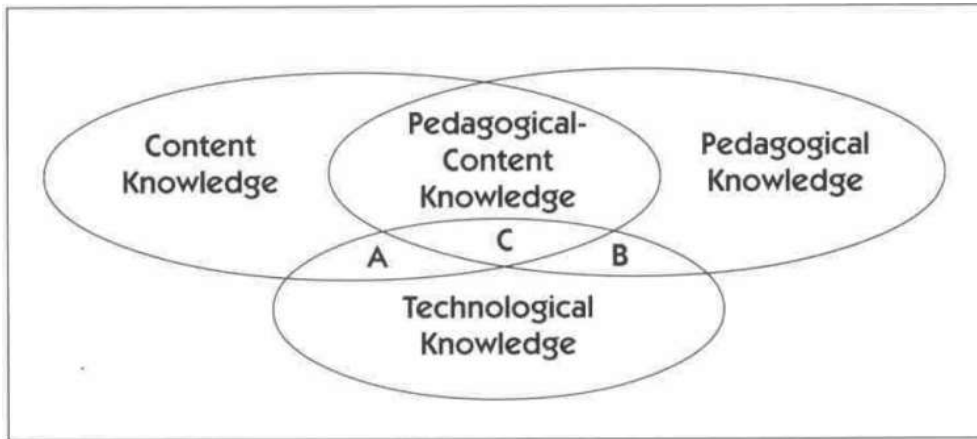 Content
Knowledge
Pedagogical-
Content
Knowledge
Pedagogical
Knowledge
A
C
B
Technological
Knowledge